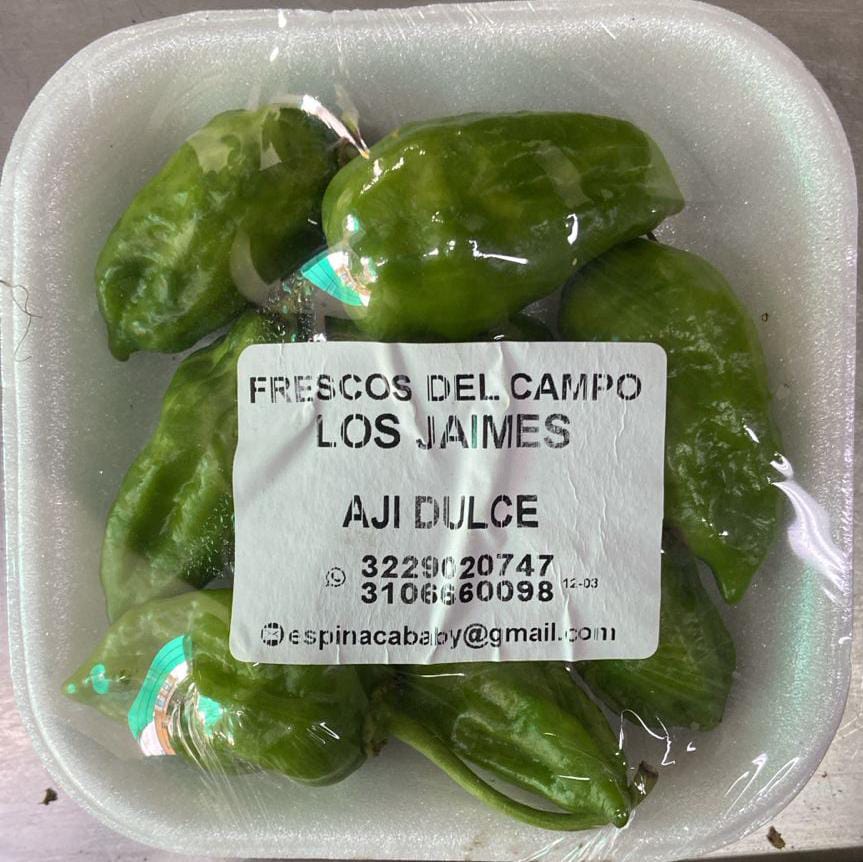 FRESCOS DEL CAMPO
LOS JAIMES
AJI DULCE
3229020747
3106660098 12-03
espinacababy@gmail.com